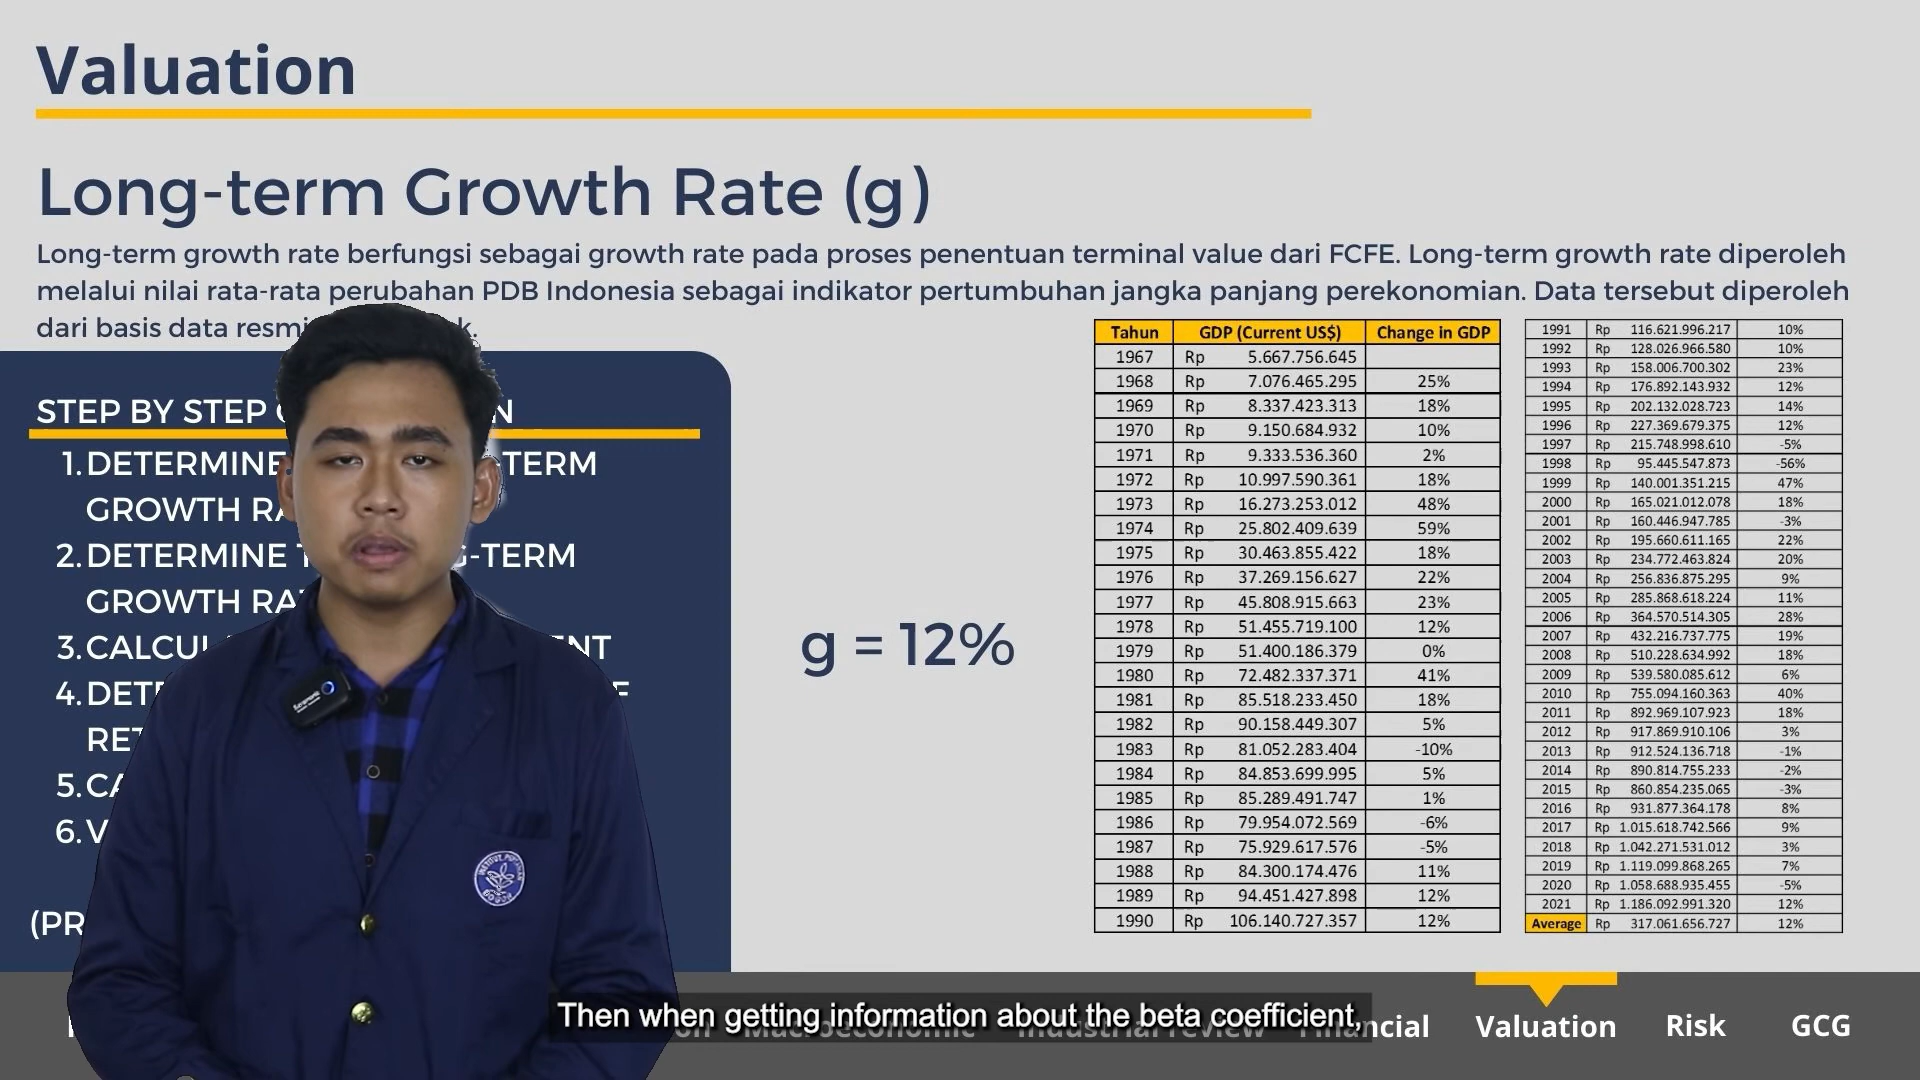 Valuation
Long-term Growth Rate (g)
Long-term growth rate berfungsi sebagai growth rate pada proses penentuan terminal value dari FCFE. Long-term growth rate diperoleh
melalui nilai rata-rata perubahan PDB Indonesia sebagai indikator pertumbuhan jangka panjang perekonomian. Data tersebut diperoleh
dari basis data resmi
STEP BY STEP
1. DETERMINE -TERM
GROWTH
2. DETERMINE -TERM
GROWTH
3.
4.
5.
6.
g = 12%
Tahun GDP (Current US$) Change in GDP
1967 Rp 5.667.756.645
1968 Rp 7.076.465.295 25%
1969 Rp 8.337.423.313 18%
1970 Rp 9.150.684.932 10%
1971 Rp 9.333.536.360 2%
1972 Rp 10.997.590.361 18%
1973 Rp 16.273.253.012 48%
1974 Rp 25.802.409.639 59%
1975 Rp 30.463.855.422 18%
1976 Rp 37.269.156.627 22%
1977 Rp 45.808.915.663 23%
1978 Rp 51.455.719.100 12%
1979 Rp 51.400.186.379 0%
1980 Rp 72.482.337.371 41%
1981 Rp 85.518.233.450 18%
1982 Rp 90.158.449.307 5%
1983 Rp 81.052.283.404 -10%
1984 Rp 84.853.699.995 5%
1985 Rp 85.289.491.747 1%
1986 Rp 79.954.072.569 -6%
1987 Rp 75.929.617.576 -5%
1988 Rp 84.300.174.476 11%
1989 Rp 94.451.427.898 12%
1990 Rp 106.140.727.357 12%
1991 Rp 116.621.996.217 10%
1992 Rp 128.026.966.580 10%
1993 Rp 158.006.700.302 23%
1994 Rp 176.892.143.932 12%
1995 Rp 202.132.028.723 14%
1996 Rp 227.369.679.375 12%
1997 Rp 215.748.998.610 -5%
1998 Rp 95.445.547.873 -56%
1999 Rp 140.001.351.215 47%
2000 Rp 165.021.012.078 18%
2001 Rp 160.446.947.785 -3%
2002 Rp 195.660.611.165 22%
2003 Rp 234.772.463.824 20%
2004 Rp 256.836.875.295 9%
2005 Rp 285.868.618.224 11%
2006 Rp 364.570.514.305 28%
2007 Rp 432.216.737.775 19%
2008 Rp 510.228.634.992 18%
2009 Rp 539.580.085.612 6%
2010 Rp 755.094.160.363 40%
2011 Rp 892.969.107.923 18%
2012 Rp 917.869.910.106 3%
2013 Rp 912.524.136.718 -1%
2014 Rp 890.814.755.233 -2%
2015 Rp 860.854.235.065 -3%
2016 Rp 931.877.364.178 8%
2017 Rp 1.015.618.742.566 9%
2018 Rp 1.042.271.531.012 3%
2019 Rp 1.119.099.868.265 7%
2020 Rp 1.058.688.935.455 -5%
2021 Rp 1.186.092.991.320 12%
Average Rp 317.061.656.727 12%
Then when getting information about the beta coefficient,
Valuation Risk GCG